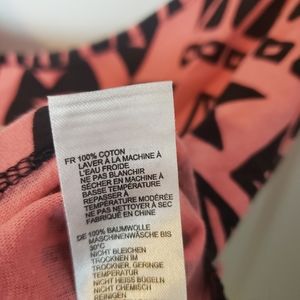 FR 100% COTON
LAVER À LA MACHINE À
L'EAU FROIDE
NE PAS BLANCHIR
SÉCHER EN MACHINE À
BASSE TEMPÉRATURE
REPASSER À
TEMPÉRATURE MODÉRÉE
NE PAS NETTOYER À SEC
FABRIQUÉ EN CHINE
DE 100% BAUMWOLLE
MASCHINENWÄSCHE BIS
30°C
NICHT BLEICHEN
TROCKNEN IM
TROCKNER, GERINGE
TEMPERATUR
NICHT HEISS BÜGELN
NICHT CHEMISCH
REINIGEN